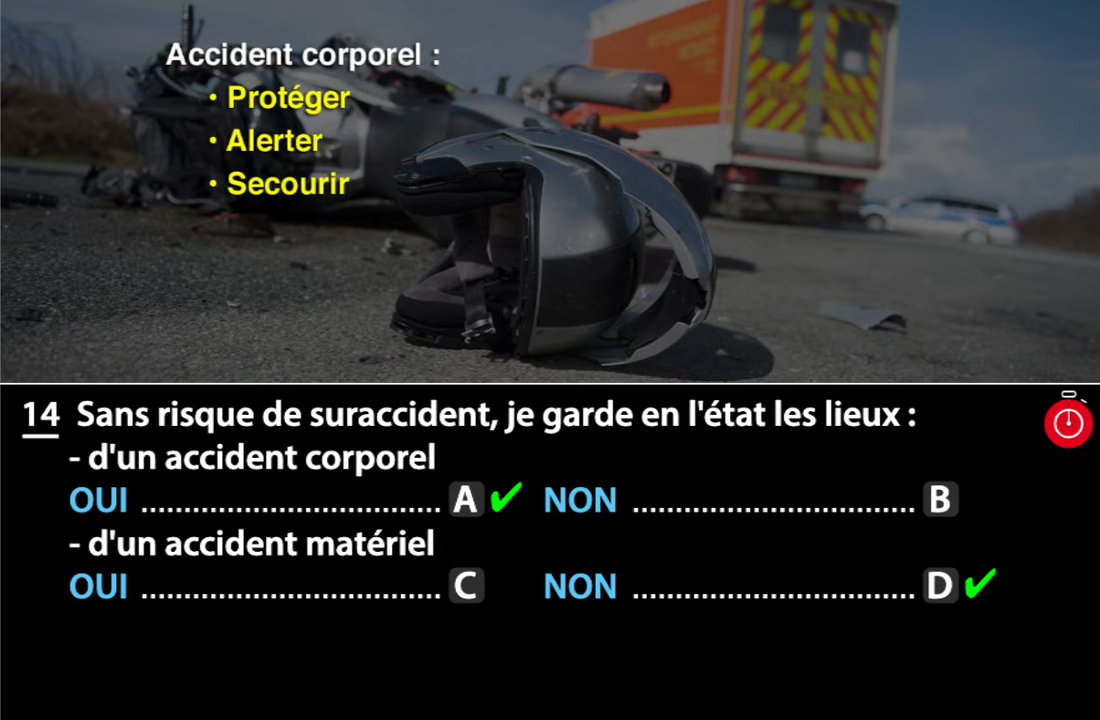 Accident corporel :
• Protéger
• Alerter
• Secourir
14 Sans risque de suraccident, je garde en l'état les lieux :
- d'un accident corporel
OUI .................................. A ✔ NON ................................ B
- d'un accident matériel
OUI .................................. C NON ................................ D ✔